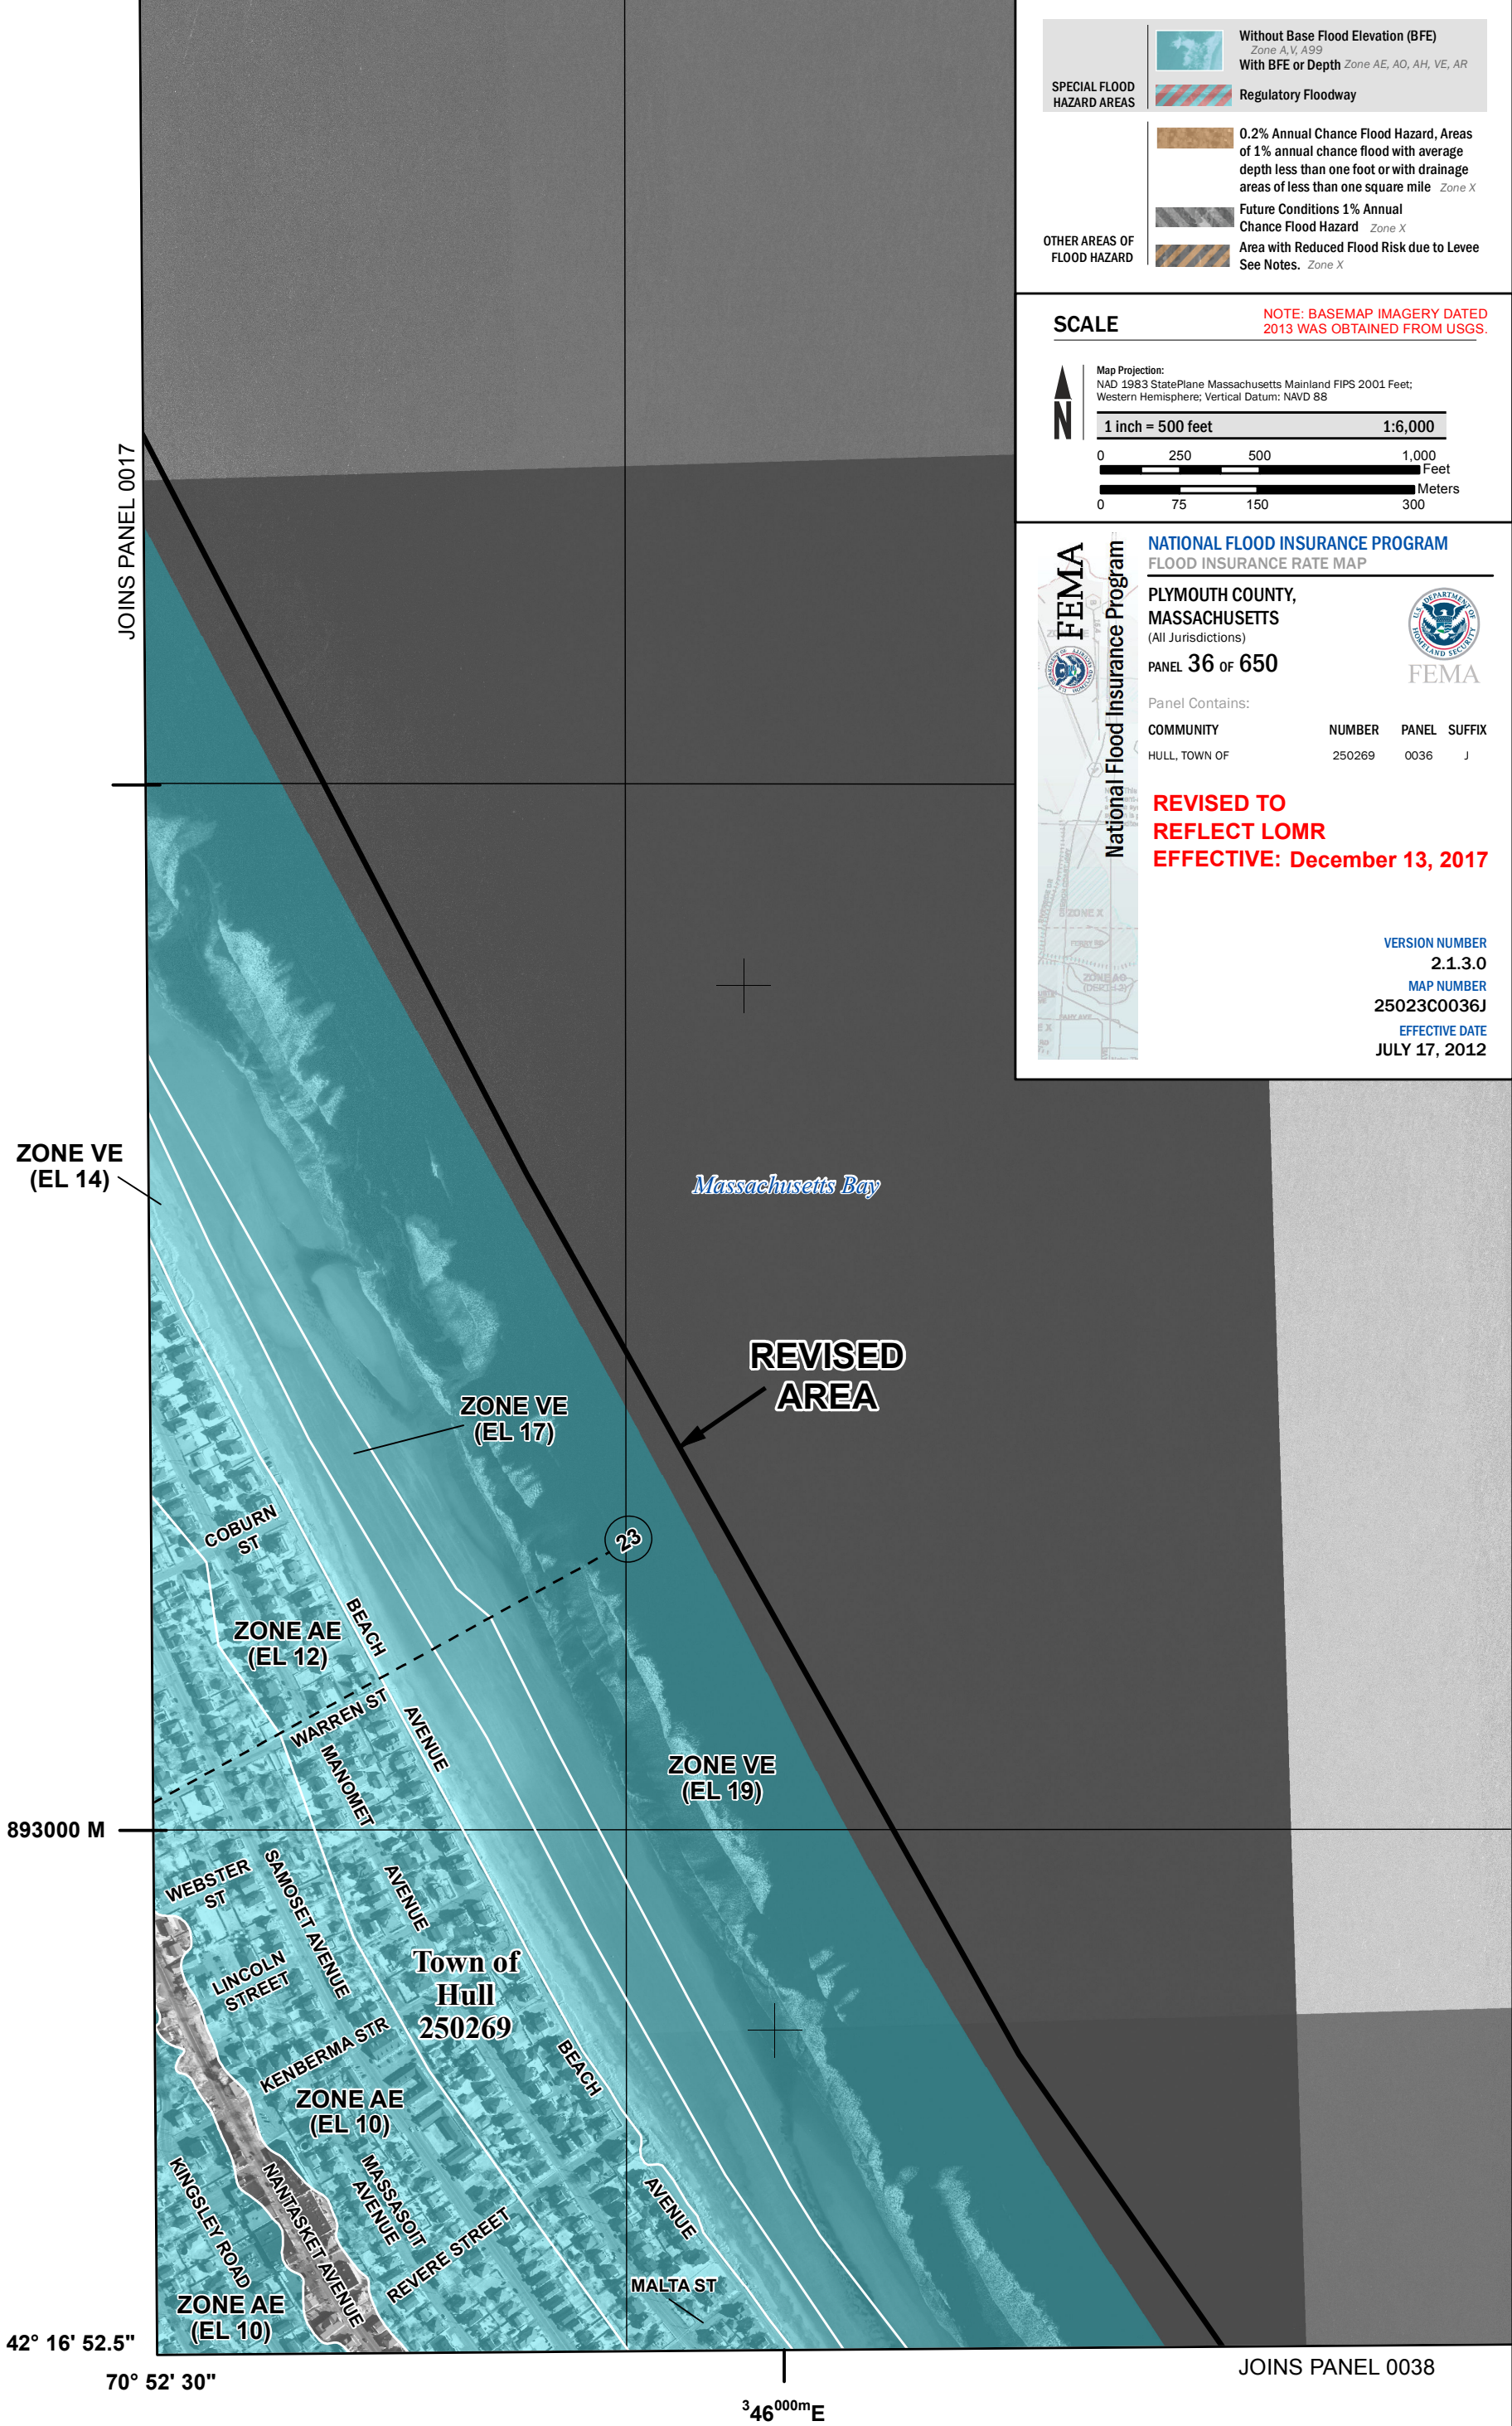 Without Base Flood Elevation (BFE)
Zone A,V, A99
With BFE or Depth Zone AE, AO, AH, VE, AR
SPECIAL FLOOD
HAZARD AREAS
Regulatory Floodway
0.2% Annual Chance Flood Hazard, Areas
of 1% annual chance flood with average
depth less than one foot or with drainage
areas of less than one square mile Zone X
Future Conditions 1% Annual
Chance Flood Hazard Zone X
OTHER AREAS OF
FLOOD HAZARD
Area with Reduced Flood Risk due to Levee
See Notes. Zone X
SCALE
NOTE: BASEMAP IMAGERY DATED
2013 WAS OBTAINED FROM USGS.
N
Map Projection:
NAD 1983 StatePlane Massachusetts Mainland FIPS 2001 Feet;
Western Hemisphere; Vertical Datum: NAVD 88
1 inch = 500 feet 1:6,000
0 250 500 1,000
Feet
Meters
0 75 150 300
FEMA
National Flood Insurance Program
NATIONAL FLOOD INSURANCE PROGRAM
FLOOD INSURANCE RATE MAP
PLYMOUTH COUNTY,
MASSACHUSETTS
(All Jurisdictions)
PANEL 36 OF 650
U.S. DEPARTMENT OF
HOMELAND SECURITY
FEMA
Panel Contains:
COMMUNITY NUMBER PANEL SUFFIX
HULL, TOWN OF 250269 0036 J
REVISED TO
REFLECT LOMR
EFFECTIVE: December 13, 2017
ZONE X
ZONE AO
VERSION NUMBER
2.1.3.0
MAP NUMBER
25023C0036J
EFFECTIVE DATE
JULY 17, 2012
JOINS PANEL 0017
ZONE VE
(EL 14)
Massachusetts Bay
REVISED
AREA
ZONE VE
(EL 17)
23
COBURN
ST
ZONE AE
(EL 12)
BEACH
AVENUE
WARREN ST
MANOMET
AVENUE
ZONE VE
(EL 19)
893000 M
WEBSTER
ST
SAMOSET AVENUE
LINCOLN
STREET
Town of
Hull
250269
KENBERMA STR
BEACH
AVENUE
ZONE AE
(EL 10)
KINGSLEY ROAD
NANTASKET AVENUE
MASSASOIT
AVENUE
REVERE STREET
MALTA ST
ZONE AE
(EL 10)
42° 16' 52.5"
70° 52' 30"
346000mE
JOINS PANEL 0038